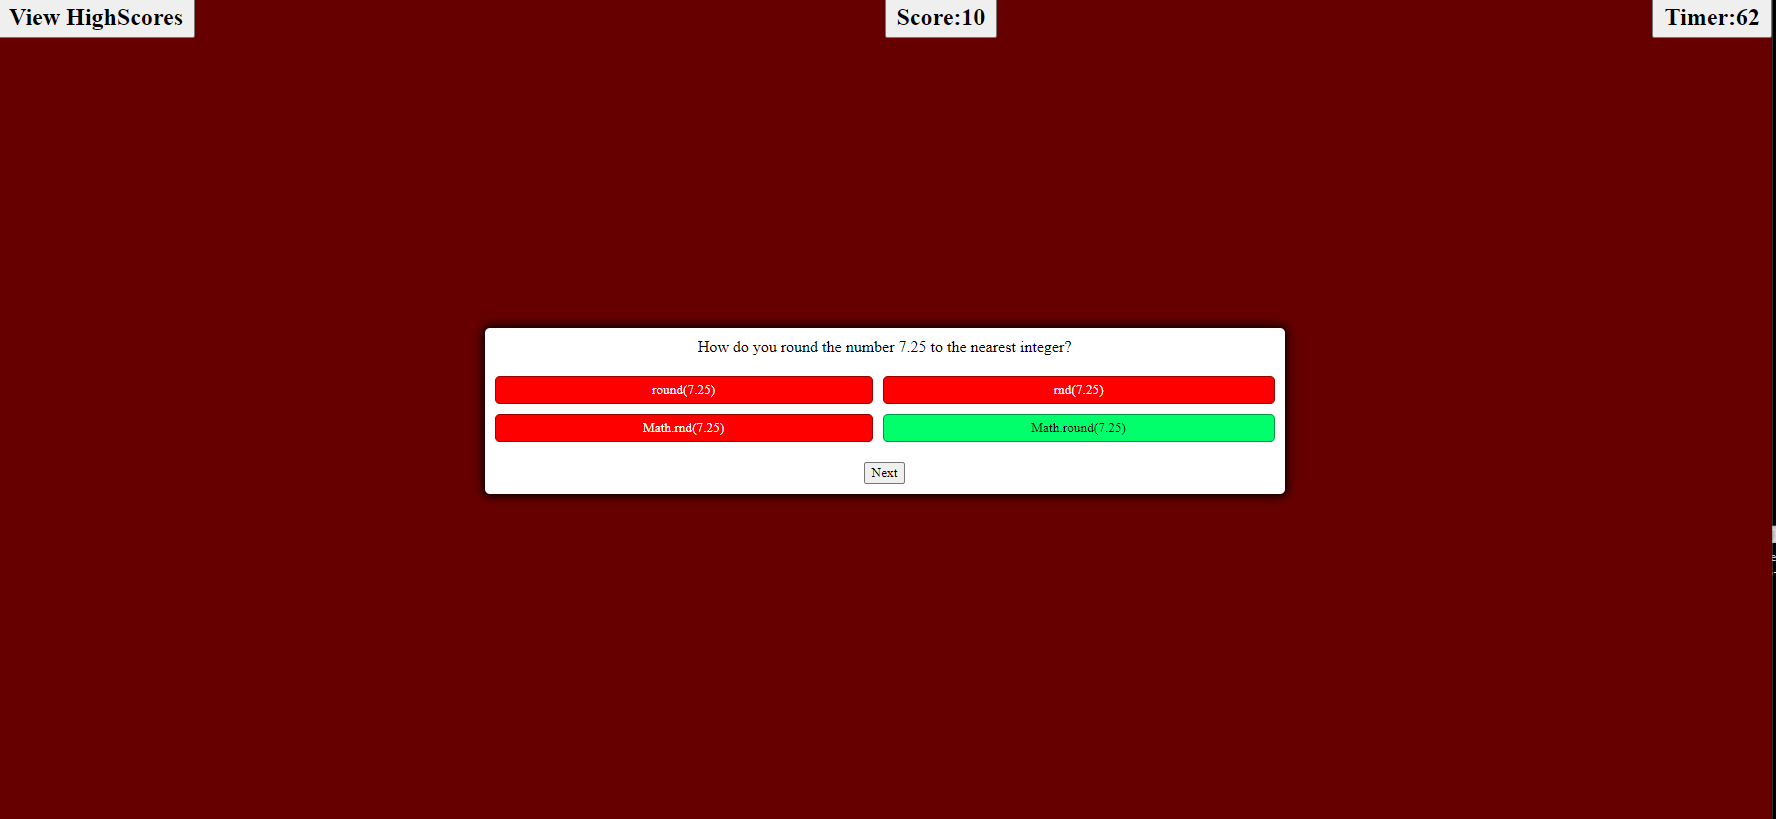 View HighScores
Score:10
Timer:62
How do you round the number 7.25 to the nearest integer?
round(7.25)
rnd(7.25)
Math.rnd(7.25)
Math.round(7.25)
Next